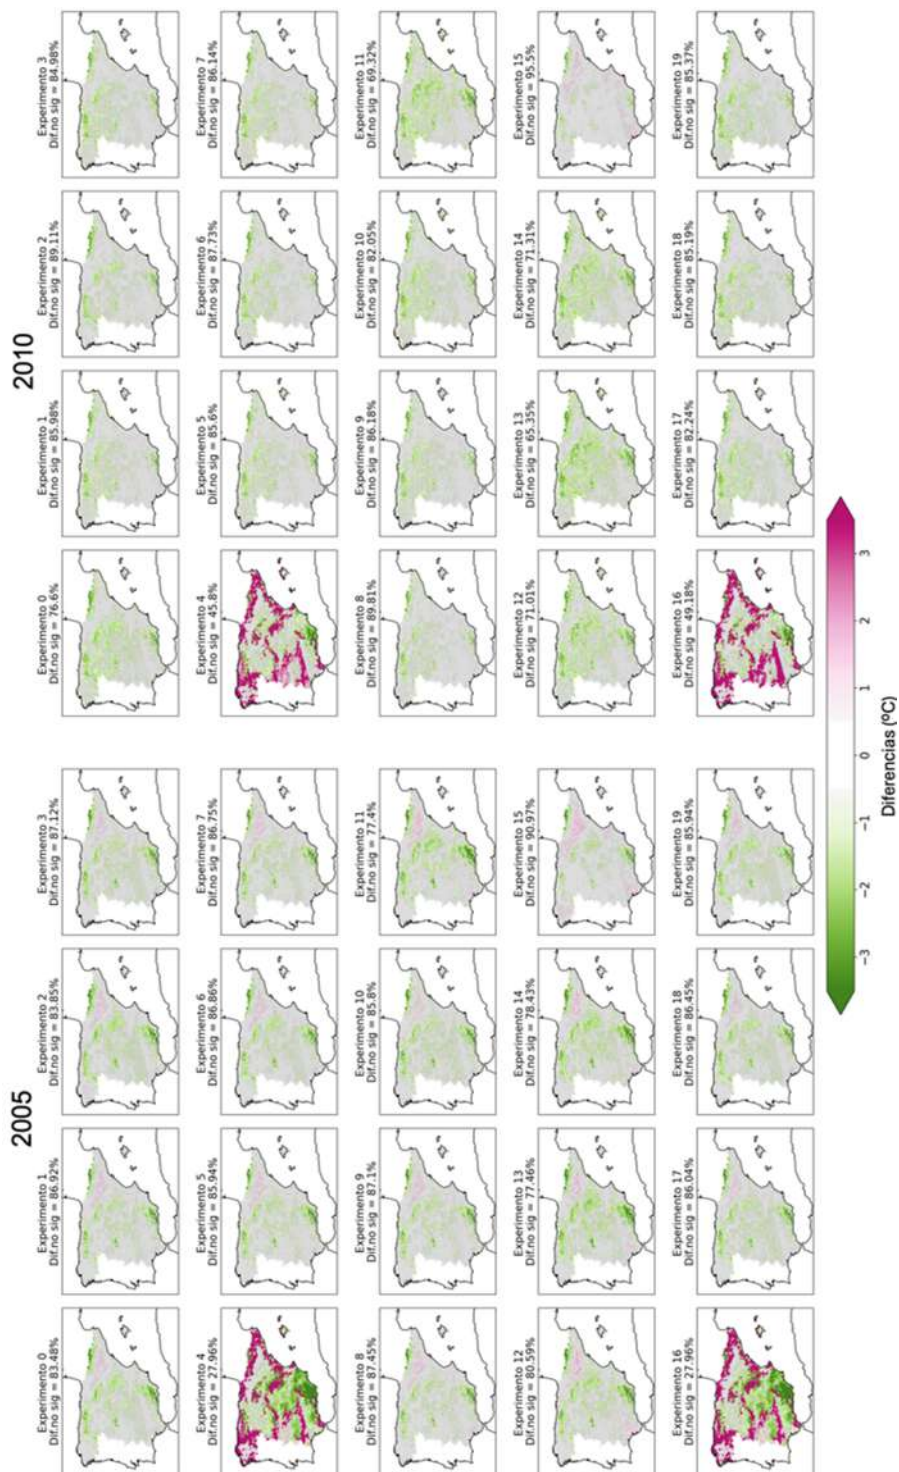 2005
Experimento 0
Dif.no sig = 83.48%
Experimento 1
Dif.no sig = 86.92%
Experimento 2
Dif.no sig = 83.85%
Experimento 3
Dif.no sig = 87.12%
Experimento 4
Dif.no sig = 27.96%
Experimento 5
Dif.no sig = 85.94%
Experimento 6
Dif.no sig = 86.86%
Experimento 7
Dif.no sig = 86.75%
Experimento 8
Dif.no sig = 87.45%
Experimento 9
Dif.no sig = 87.1%
Experimento 10
Dif.no sig = 85.8%
Experimento 11
Dif.no sig = 77.4%
Experimento 12
Dif.no sig = 80.59%
Experimento 13
Dif.no sig = 77.46%
Experimento 14
Dif.no sig = 78.43%
Experimento 15
Dif.no sig = 90.97%
Experimento 16
Dif.no sig = 27.96%
Experimento 17
Dif.no sig = 86.04%
Experimento 18
Dif.no sig = 86.45%
Experimento 19
Dif.no sig = 85.94%
2010
Experimento 0
Dif.no sig = 76.6%
Experimento 1
Dif.no sig = 85.98%
Experimento 2
Dif.no sig = 89.11%
Experimento 3
Dif.no sig = 84.98%
Experimento 4
Dif.no sig = 45.8%
Experimento 5
Dif.no sig = 85.6%
Experimento 6
Dif.no sig = 87.73%
Experimento 7
Dif.no sig = 86.14%
Experimento 8
Dif.no sig = 89.81%
Experimento 9
Dif.no sig = 86.18%
Experimento 10
Dif.no sig = 82.05%
Experimento 11
Dif.no sig = 69.32%
Experimento 12
Dif.no sig = 71.01%
Experimento 13
Dif.no sig = 65.35%
Experimento 14
Dif.no sig = 71.31%
Experimento 15
Dif.no sig = 95.5%
Experimento 16
Dif.no sig = 49.18%
Experimento 17
Dif.no sig = 82.24%
Experimento 18
Dif.no sig = 85.19%
Experimento 19
Dif.no sig = 85.37%
−3 −2 −1 0 1 2 3
Diferencias (ºC)